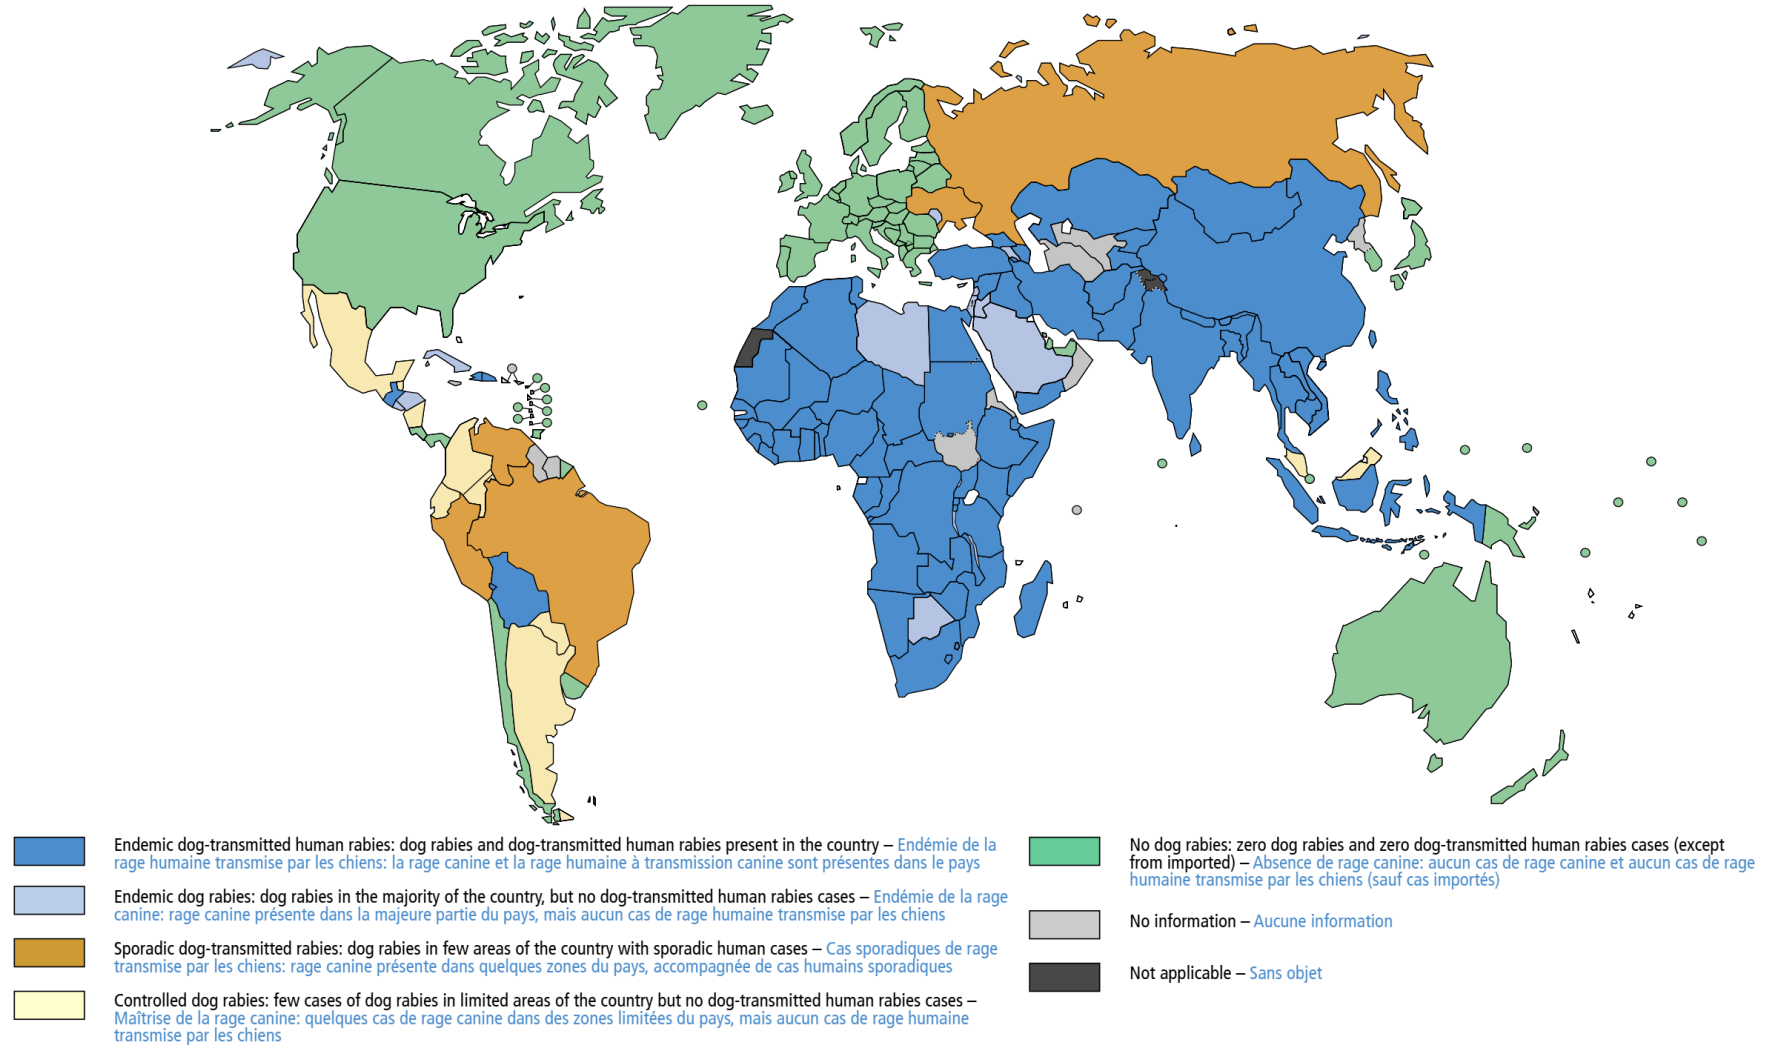 Endemic dog-transmitted human rabies: dog rabies and dog-transmitted human rabies present in the country – Endémie de la
rage humaine transmise par les chiens: la rage canine et la rage humaine à transmission canine sont présentes dans le pays
Endemic dog rabies: dog rabies in the majority of the country, but no dog-transmitted human rabies cases – Endémie de la rage
canine: rage canine présente dans la majeure partie du pays, mais aucun cas de rage humaine transmise par les chiens
Sporadic dog-transmitted rabies: dog rabies in few areas of the country with sporadic human cases – Cas sporadiques de rage
transmise par les chiens: rage canine présente dans quelques zones du pays, accompagnée de cas humains sporadiques
Controlled dog rabies: few cases of dog rabies in limited areas of the country but no dog-transmitted human rabies cases –
Maîtrise de la rage canine: quelques cas de rage canine dans des zones limitées du pays, mais aucun cas de rage humaine
transmise par les chiens
No dog rabies: zero dog rabies and zero dog-transmitted human rabies cases (except
from imported) – Absence de rage canine: aucun cas de rage canine et aucun cas de rage
humaine transmise par les chiens (sauf cas importés)
No information – Aucune information
Not applicable – Sans objet